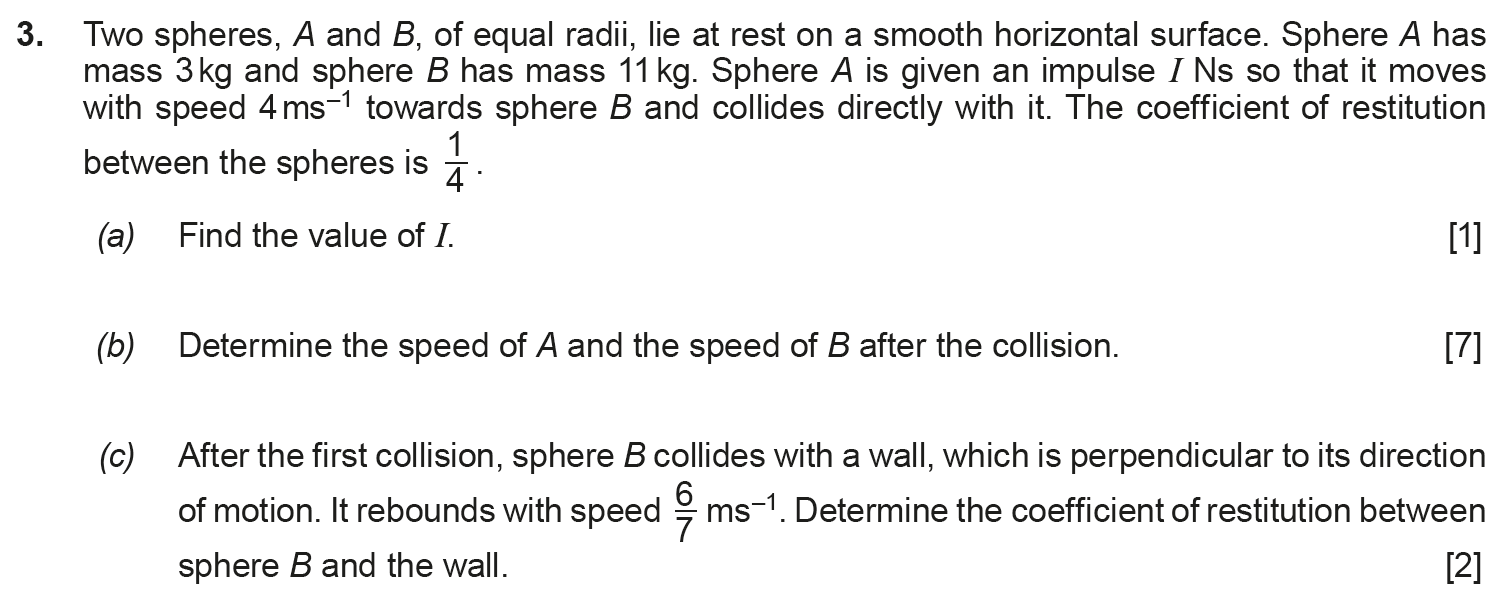 3. Two spheres, A and B, of equal radii, lie at rest on a smooth horizontal surface. Sphere A has
mass 3 kg and sphere B has mass 11 kg. Sphere A is given an impulse I Ns so that it moves
with speed 4 ms⁻¹ towards sphere B and collides directly with it. The coefficient of restitution
between the spheres is 1/4.
(a) Find the value of I. [1]
(b) Determine the speed of A and the speed of B after the collision. [7]
(c) After the first collision, sphere B collides with a wall, which is perpendicular to its direction
of motion. It rebounds with speed 6/7 ms⁻¹. Determine the coefficient of restitution between
sphere B and the wall. [2]